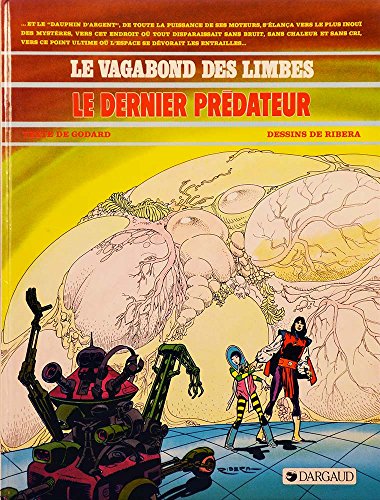 ...ET LE "DAUPHIN D'ARGENT", DE TOUTE LA PUISSANCE DE SES MOTEURS, S'ÉLANÇA VERS LE PLUS INOUÏ
DES MYSTÈRES, VERS CET ENDROIT OÙ TOUT DISPARAISSAIT SANS BRUIT, SANS CHALEUR ET SANS CRI,
VERS CE POINT ULTIME OÙ L'ESPACE SE DÉVORAIT LES ENTRAILLES...
LE VAGABOND DES LIMBES
LE DERNIER PRÉDATEUR
TEXTE DE GODARD
DESSINS DE RIBERA
RIBERA
DARGAUD